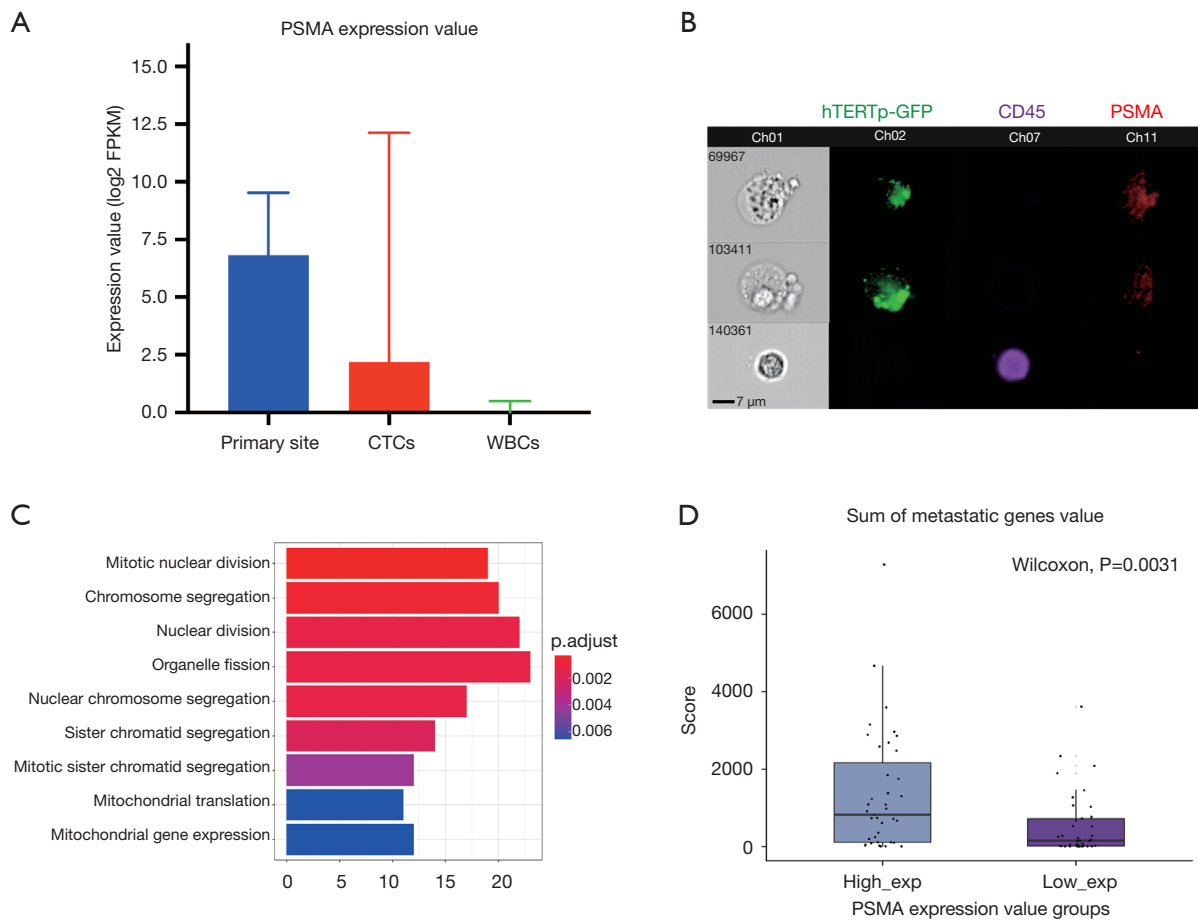 A
PSMA expression value
Expression value (log2 FPKM)
15.0
12.5
10.0
7.5
5.0
2.5
0.0
Primary site CTCs WBCs
B
hTERTp-GFP CD45 PSMA
Ch01 Ch02 Ch07 Ch11
69967
103411
140361
7 µm
C
Mitotic nuclear division
Chromosome segregation
Nuclear division
Organelle fission
Nuclear chromosome segregation
Sister chromatid segregation
Mitotic sister chromatid segregation
Mitochondrial translation
Mitochondrial gene expression
0 5 10 15 20
p.adjust
0.002
0.004
0.006
D
Sum of metastatic genes value
Wilcoxon, P=0.0031
Score
6000
4000
2000
0
High_exp Low_exp
PSMA expression value groups